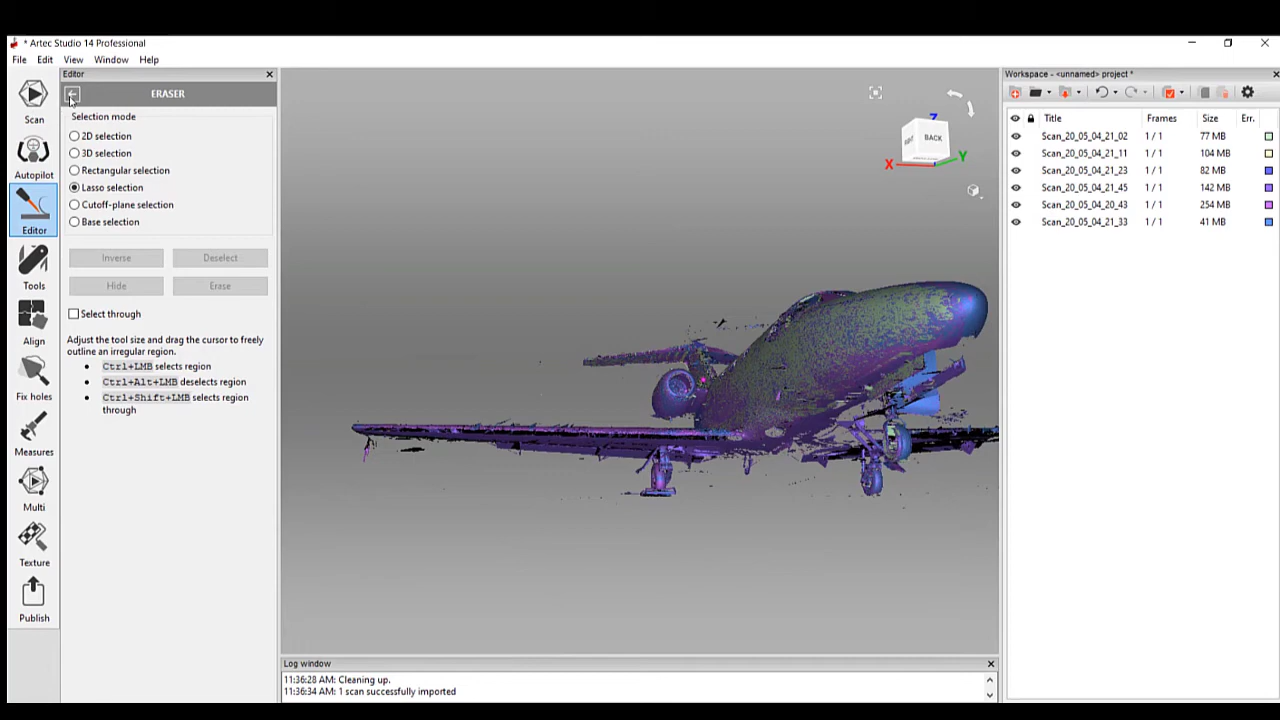 * Artec Studio 14 Professional
File Edit View Window Help
Scan
Autopilot
Editor
Tools
Align
Fix holes
Measures
Multi
Texture
Publish
Editor
ERASER
Selection mode
2D selection
3D selection
Rectangular selection
Lasso selection
Cutoff-plane selection
Base selection
Inverse Deselect
Hide Erase
Select through
Adjust the tool size and drag the cursor to freely
outline an irregular region.
Ctrl+LMB selects region
Ctrl+Alt+LMB deselects region
Ctrl+Shift+LMB selects region
through
Z
BACK
X Y
Log window
11:36:28 AM: Cleaning up.
11:36:34 AM: 1 scan successfully imported
Workspace - <unnamed> project *
Title Frames Size Err.
Scan_20_05_04_21_02 1 / 1 77 MB
Scan_20_05_04_21_11 1 / 1 104 MB
Scan_20_05_04_21_23 1 / 1 82 MB
Scan_20_05_04_21_45 1 / 1 142 MB
Scan_20_05_04_20_43 1 / 1 254 MB
Scan_20_05_04_21_33 1 / 1 41 MB